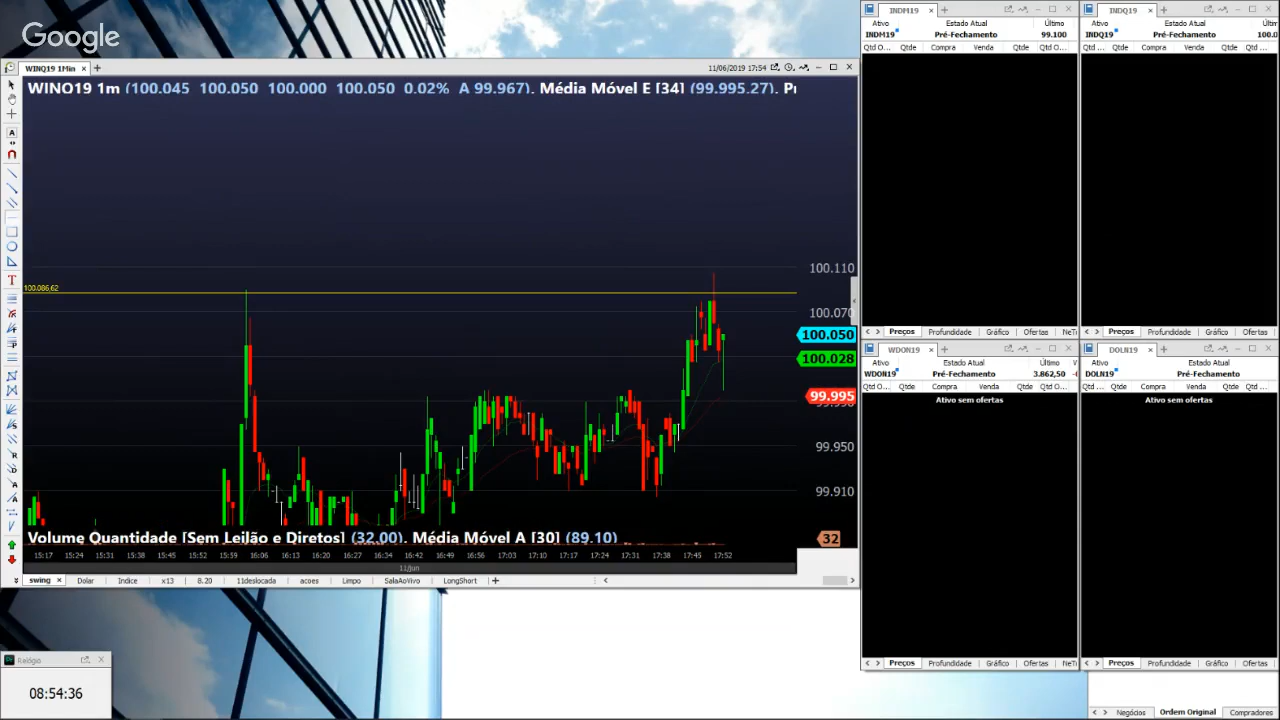 Google
WINQ19 1Min
11/06/2019 17:54
WINQ19 1m (100.045 100.050 100.000 100.050 0.02% A 99.967), Média Móvel E [34] (99.995.27), Pr
100.086,62
100.110
100.070
100.050
100.028
99.995
99.950
99.910
Volume Quantidade [Sem Leilão e Diretos] (32.00), Média Móvel A [30] (89.10)
32
15:17 15:24 15:31 15:38 15:45 15:52 15:59 16:06 16:13 16:20 16:28 16:35 16:42 16:49 16:56 17:03 17:10 17:17 17:24 17:31 17:38 17:45 17:52
11/jun
swing Dolar Indice x13 8.20 11deslocada acoes Limpo SalaAoVivo LongShort
Relógio
08:54:36
INDM19
Ativo Estado Atual Último
INDM19 Pré-Fechamento 99.100
Qtd O... Qtde Compra Venda Qtde Qtd O...
Preços Profundidade Gráfico Ofertas NeT
INDQ19
Ativo Estado Atual Últim
INDQ19 Pré-Fechamento 100.0
Qtd ... Qtde Compra Venda Qtde Qtd ...
Preços Profundidade Gráfico Ofertas
WDON19
Ativo Estado Atual Último V
WDON19 Pré-Fechamento 3.862,50
Qtd O... Qtde Compra Venda Qtde Qtd O...
Ativo sem ofertas
Preços Profundidade Gráfico Ofertas NeT
DOLN19
Ativo Estado Atual
DOLN19 Pré-Fechamento
Qtd ... Qtde Compra Venda Qtde Qtd ...
Ativo sem ofertas
Preços Profundidade Gráfico Ofertas
Negócios Ordem Original Compradores